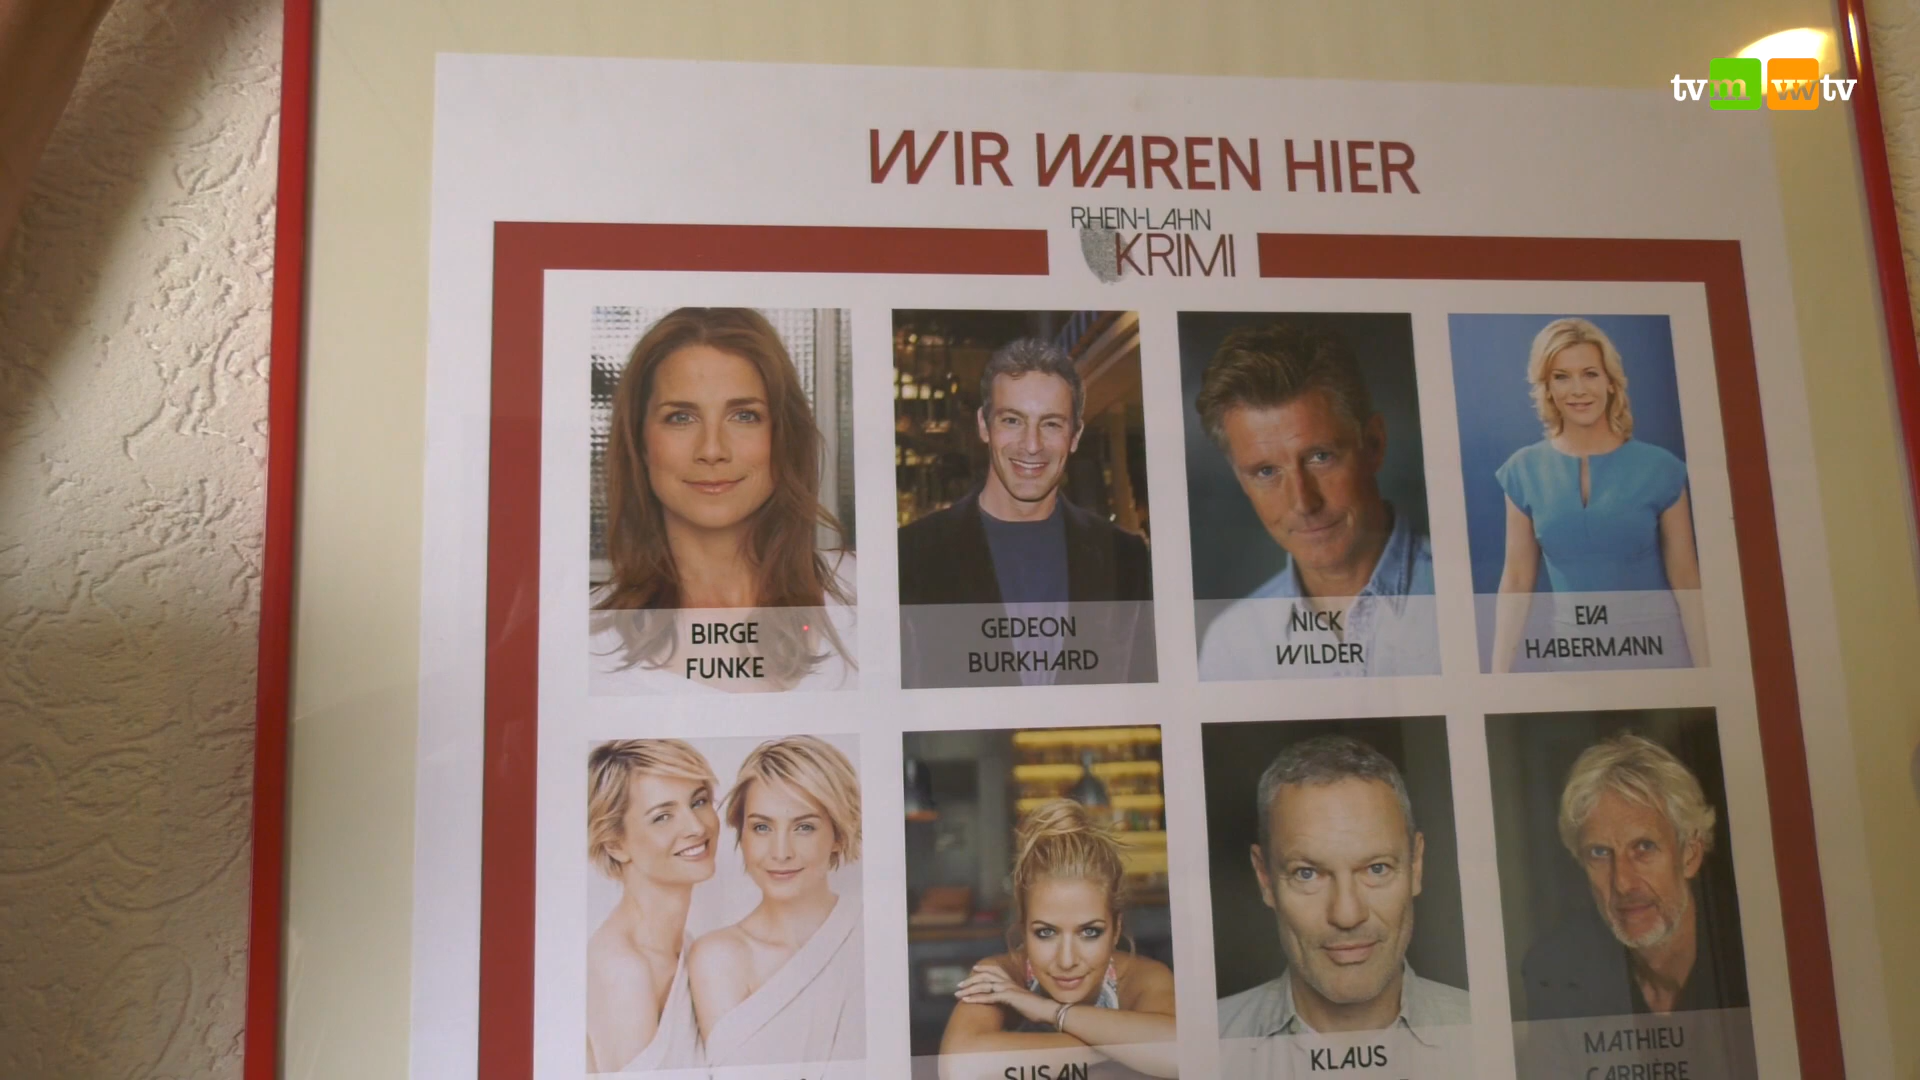 tvm wwtv
WIR WAREN HIER
RHEIN-LAHN
KRIMI
BIRGE
FUNKE
GEDEON
BURKHARD
NICK
WILDER
EVA
HABERMANN
SUSAN
KLAUS
MATHIEU
CARRIÈRE